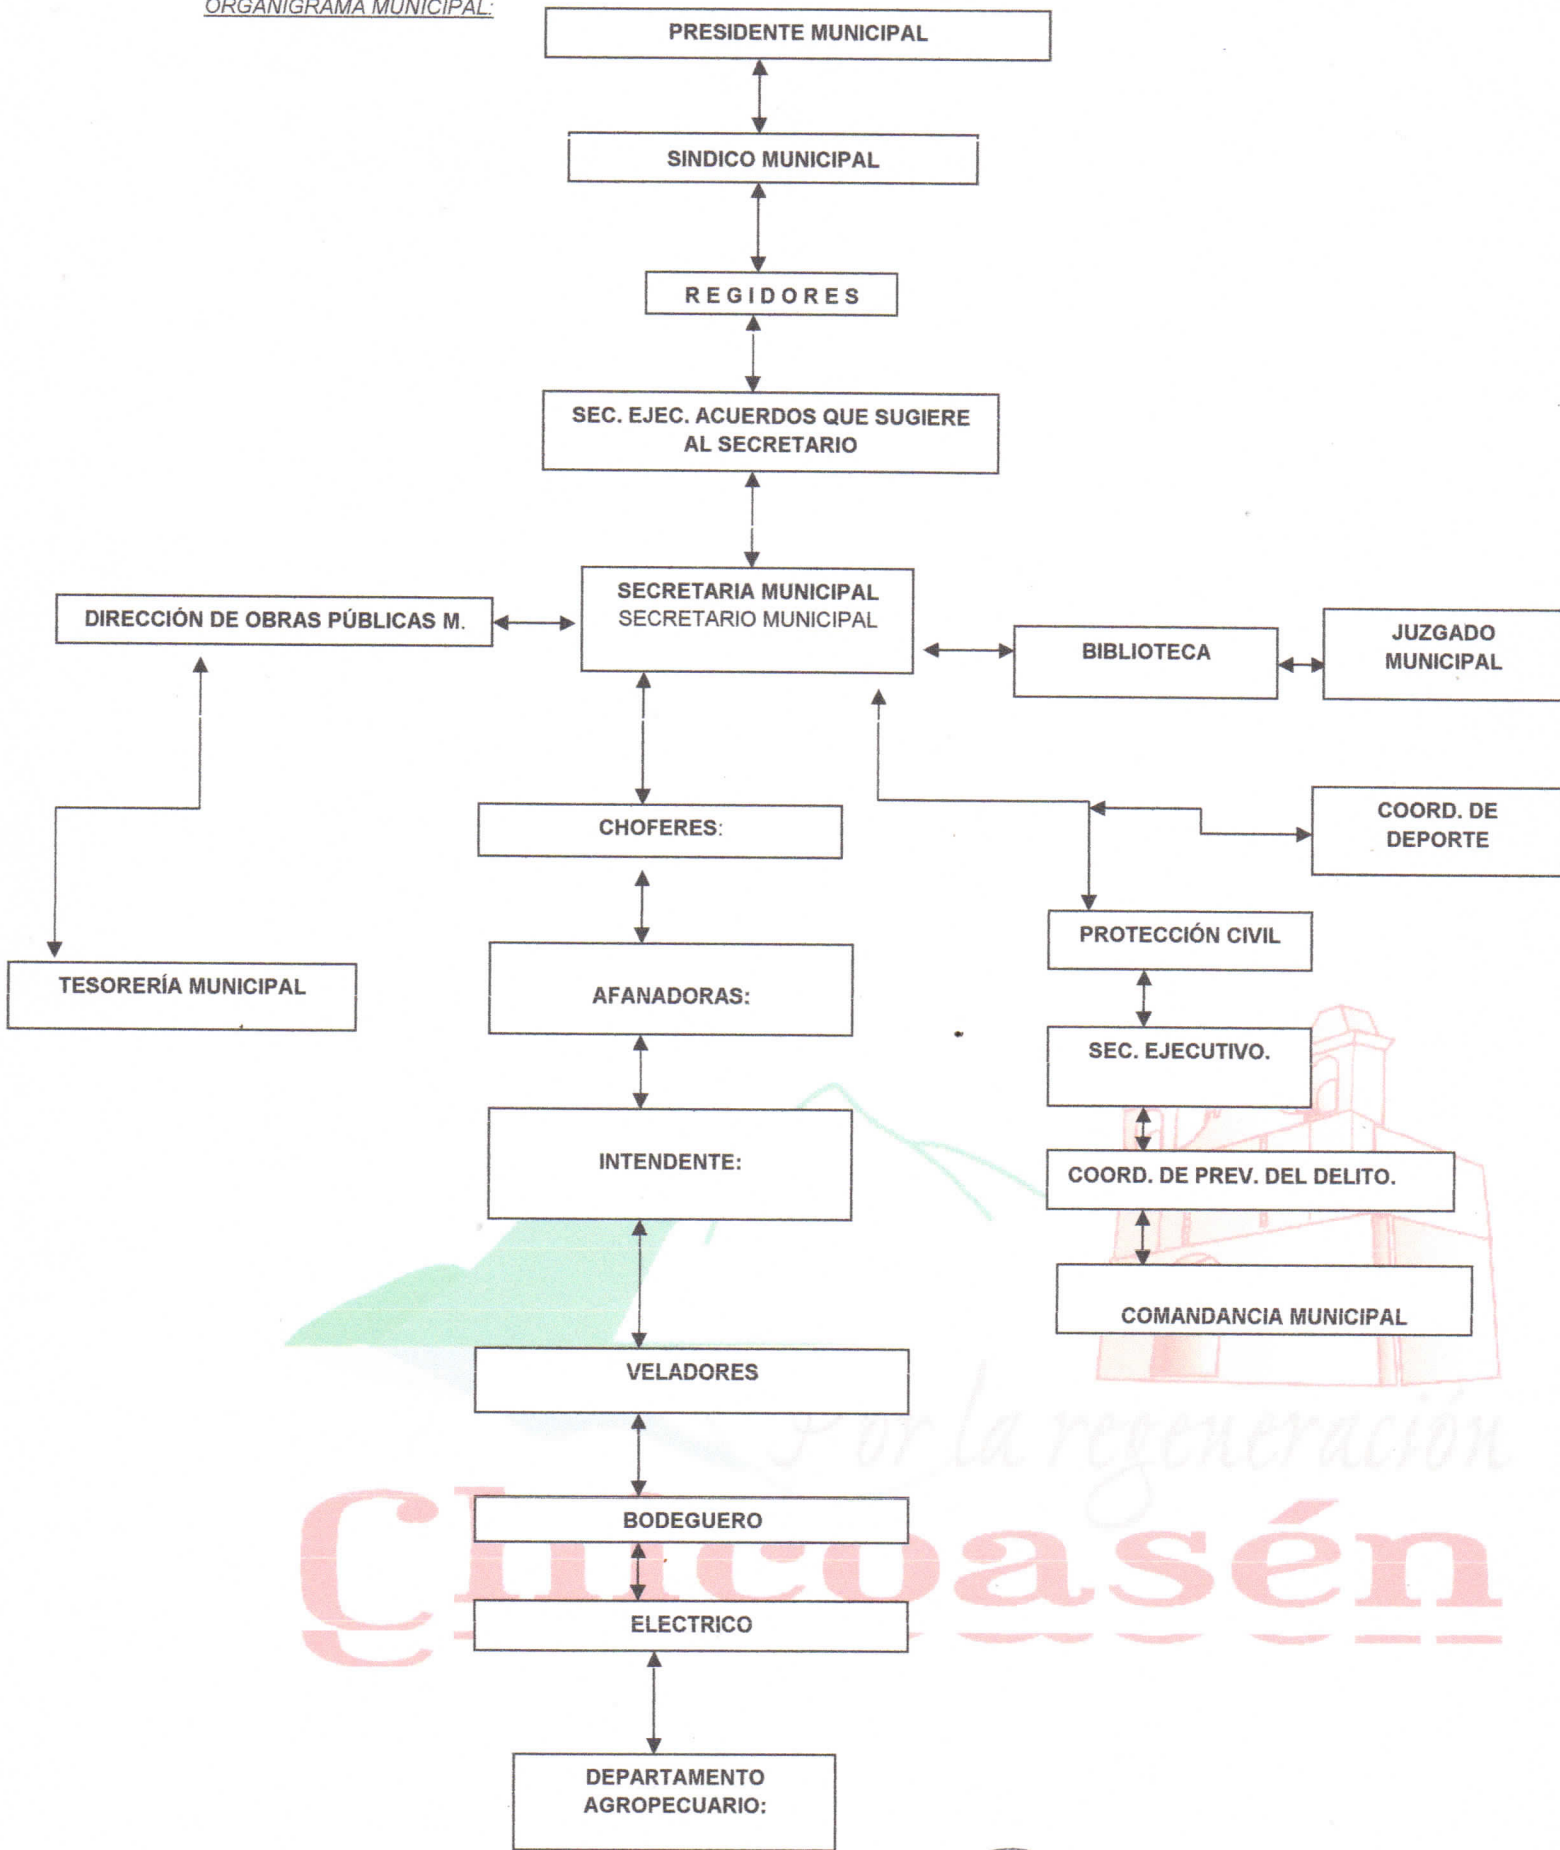 ORGANIGRAMA MUNICIPAL:
PRESIDENTE MUNICIPAL
SINDICO MUNICIPAL
R E G I D O R E S
SEC. EJEC. ACUERDOS QUE SUGIERE
AL SECRETARIO
SECRETARIA MUNICIPAL
SECRETARIO MUNICIPAL
DIRECCIÓN DE OBRAS PÚBLICAS M.
BIBLIOTECA
JUZGADO
MUNICIPAL
CHOFERES:
COORD. DE
DEPORTE
PROTECCIÓN CIVIL
TESORERÍA MUNICIPAL
AFANADORAS:
SEC. EJECUTIVO.
INTENDENTE:
COORD. DE PREV. DEL DELITO.
COMANDANCIA MUNICIPAL
VELADORES
Por la regeneración
BODEGUERO
Chicoasén
ELECTRICO
DEPARTAMENTO
AGROPECUARIO: